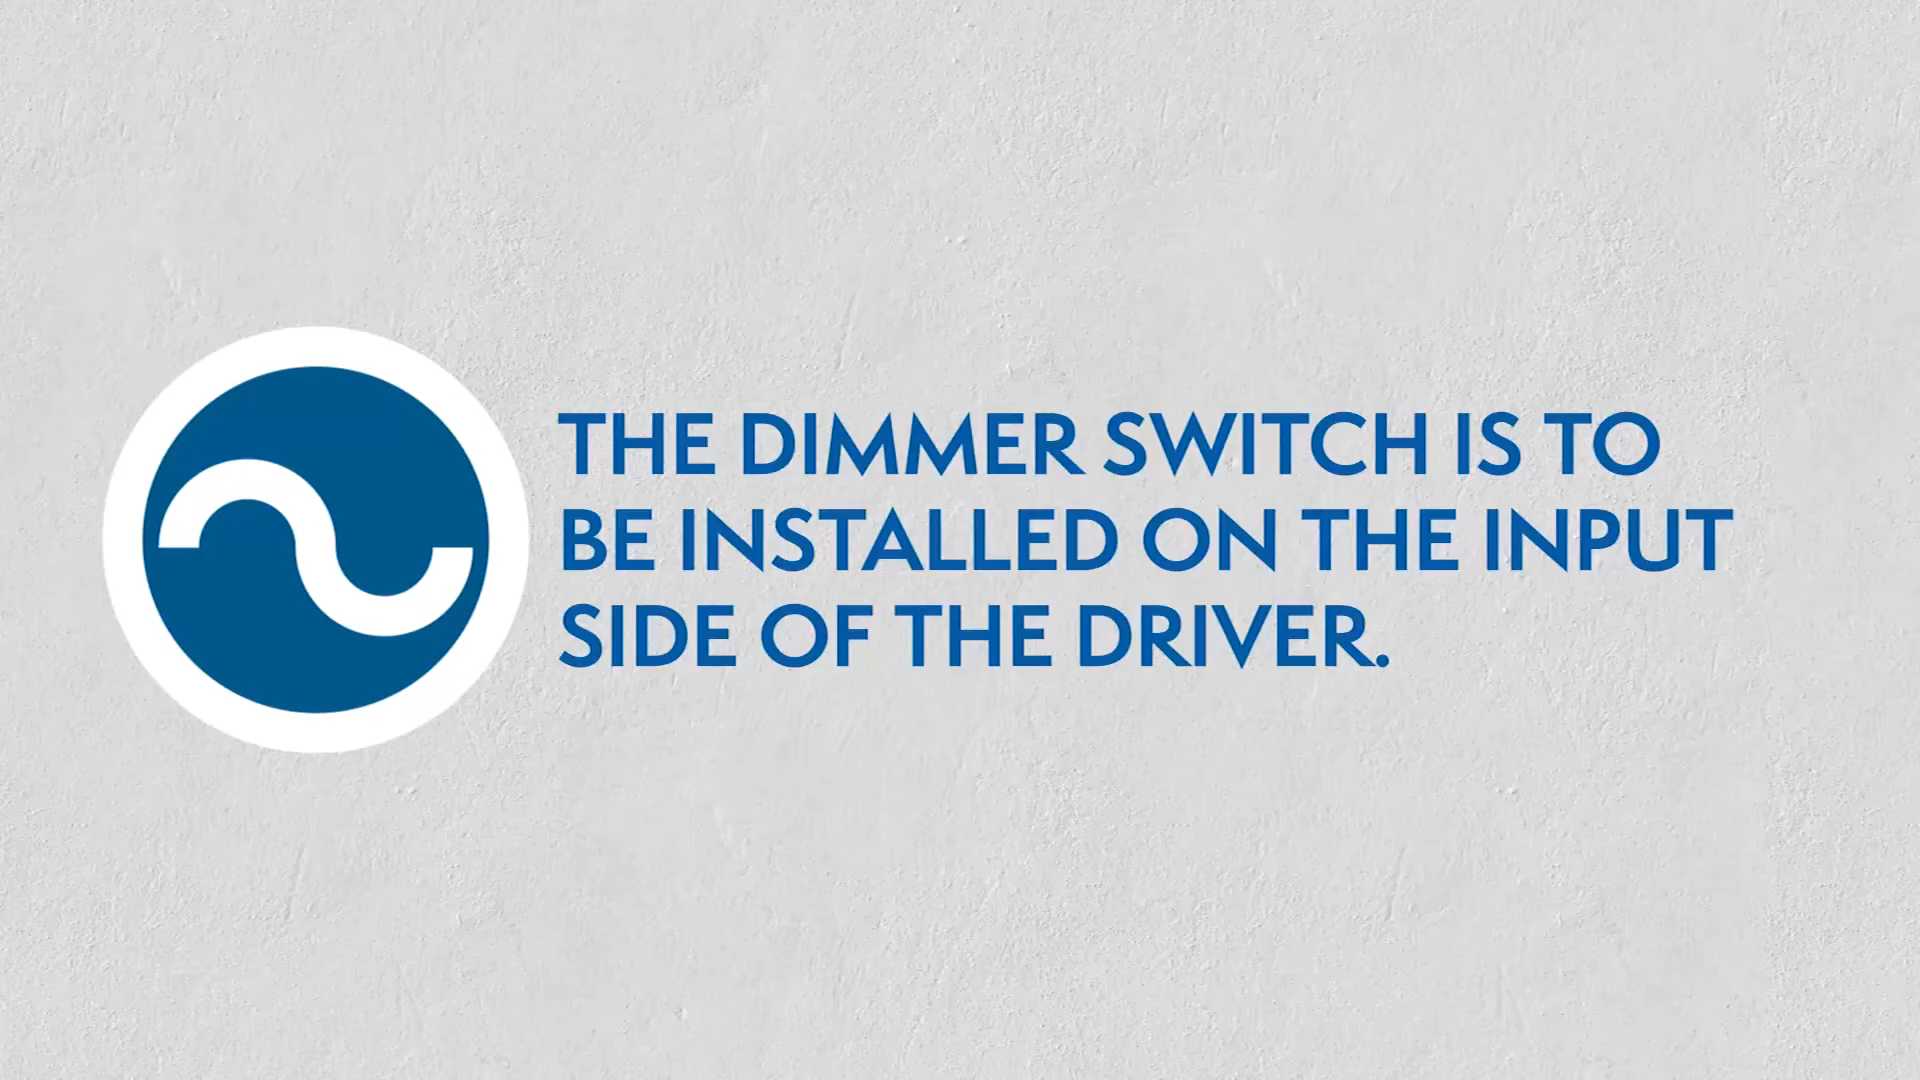 THE DIMMER SWITCH IS TO
BE INSTALLED ON THE INPUT
SIDE OF THE DRIVER.